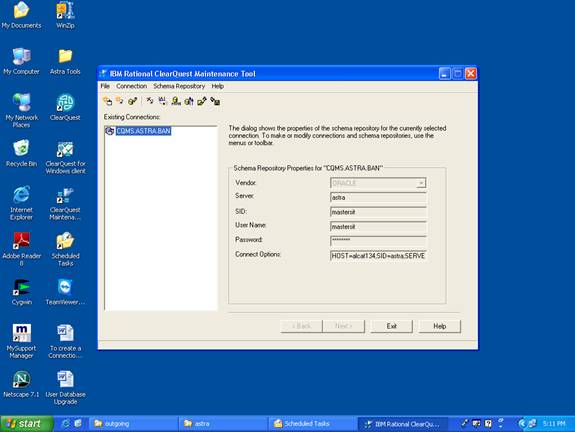 My Documents
WinZip
My Computer
Astra Tools
My Network
Places
ClearQuest
Recycle Bin
ClearQuest for
Windows client
Internet
Explorer
ClearQuest
Maintena...
Adobe Reader
8
Scheduled
Tasks
Cygwin
TeamViewer...
MySupport
Manager
To create a
Connectio...
Netscape 7.1
User Database
Upgrade
IBM Rational ClearQuest Maintenance Tool
File Connection Schema Repository Help
Existing Connections:
CQMS.ASTRA.BAN
The dialog shows the properties of the schema repository for the currently selected
connection. To make or modify connections and schema repositories, use the
menus or toolbar.
Schema Repository Properties for "CQMS.ASTRA.BAN"
Vendor: ORACLE
Server: astra
SID: mastersit
User Name: mastersit
Password: ********
Connect Options: HOST=alcat134;SID=astra;SERVE
< Back Next > Exit Help
start outgoing astra Scheduled Tasks IBM Rational ClearQu... 5:11 PM